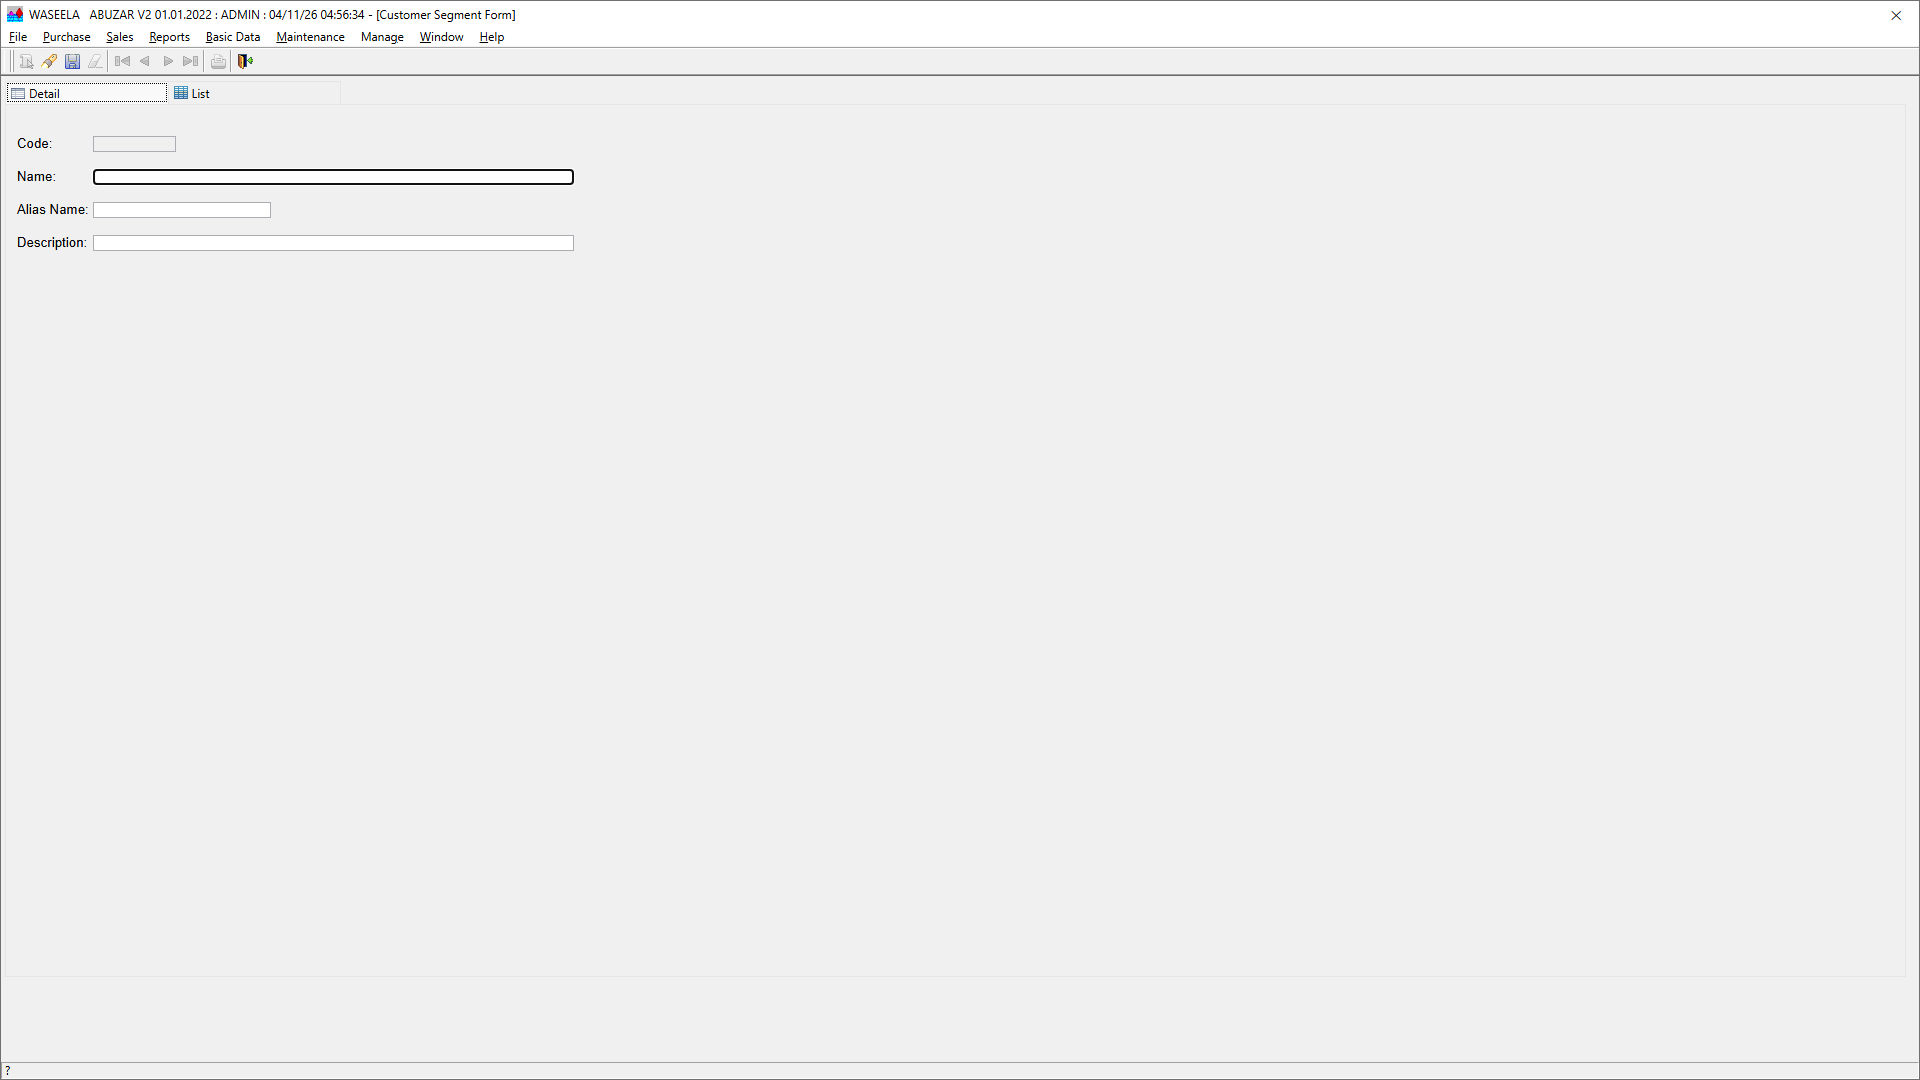 WASEELA   ABUZAR V2 01.01.2022 : ADMIN : 04/11/26 04:56:34 - [Customer Segment Form]
File Purchase Sales Reports Basic Data Maintenance Manage Window Help
Detail List
Code:
Name:
Alias Name:
Description:
?